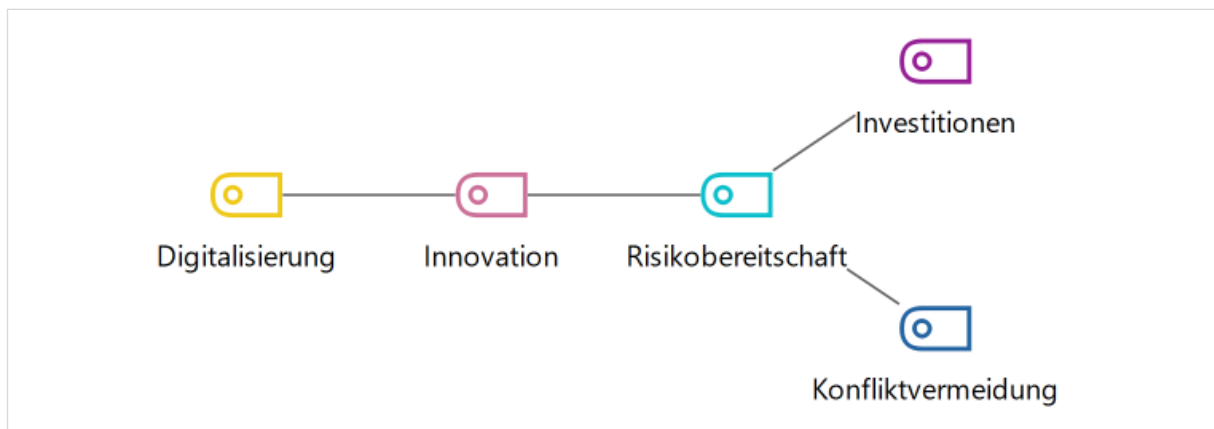 Investitionen
Digitalisierung
Innovation
Risikobereitschaft
Konfliktvermeidung